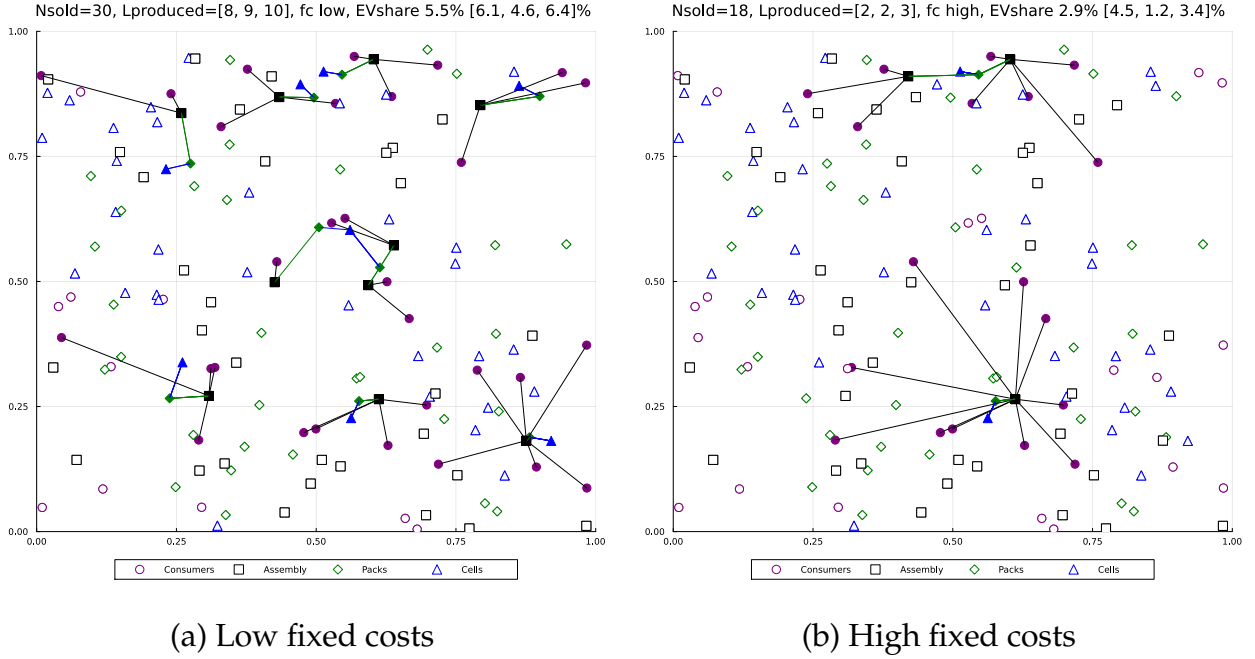 Nsold=30, Lproduced=[8, 9, 10], fc low, EVshare 5.5% [6.1, 4.6, 6.4]%
1.00
0.75
0.50
0.25
0.00
0.00 0.25 0.50 0.75 1.00
Consumers Assembly Packs Cells
(a) Low fixed costs
Nsold=18, Lproduced=[2, 2, 3], fc high, EVshare 2.9% [4.5, 1.2, 3.4]%
1.00
0.75
0.50
0.25
0.00
0.00 0.25 0.50 0.75 1.00
Consumers Assembly Packs Cells
(b) High fixed costs